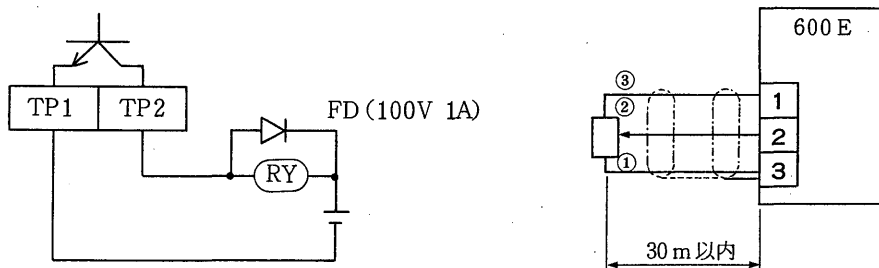 TP1 TP2
FD (100V 1A)
RY
600E
③
②
①
1
2
3
30m以内